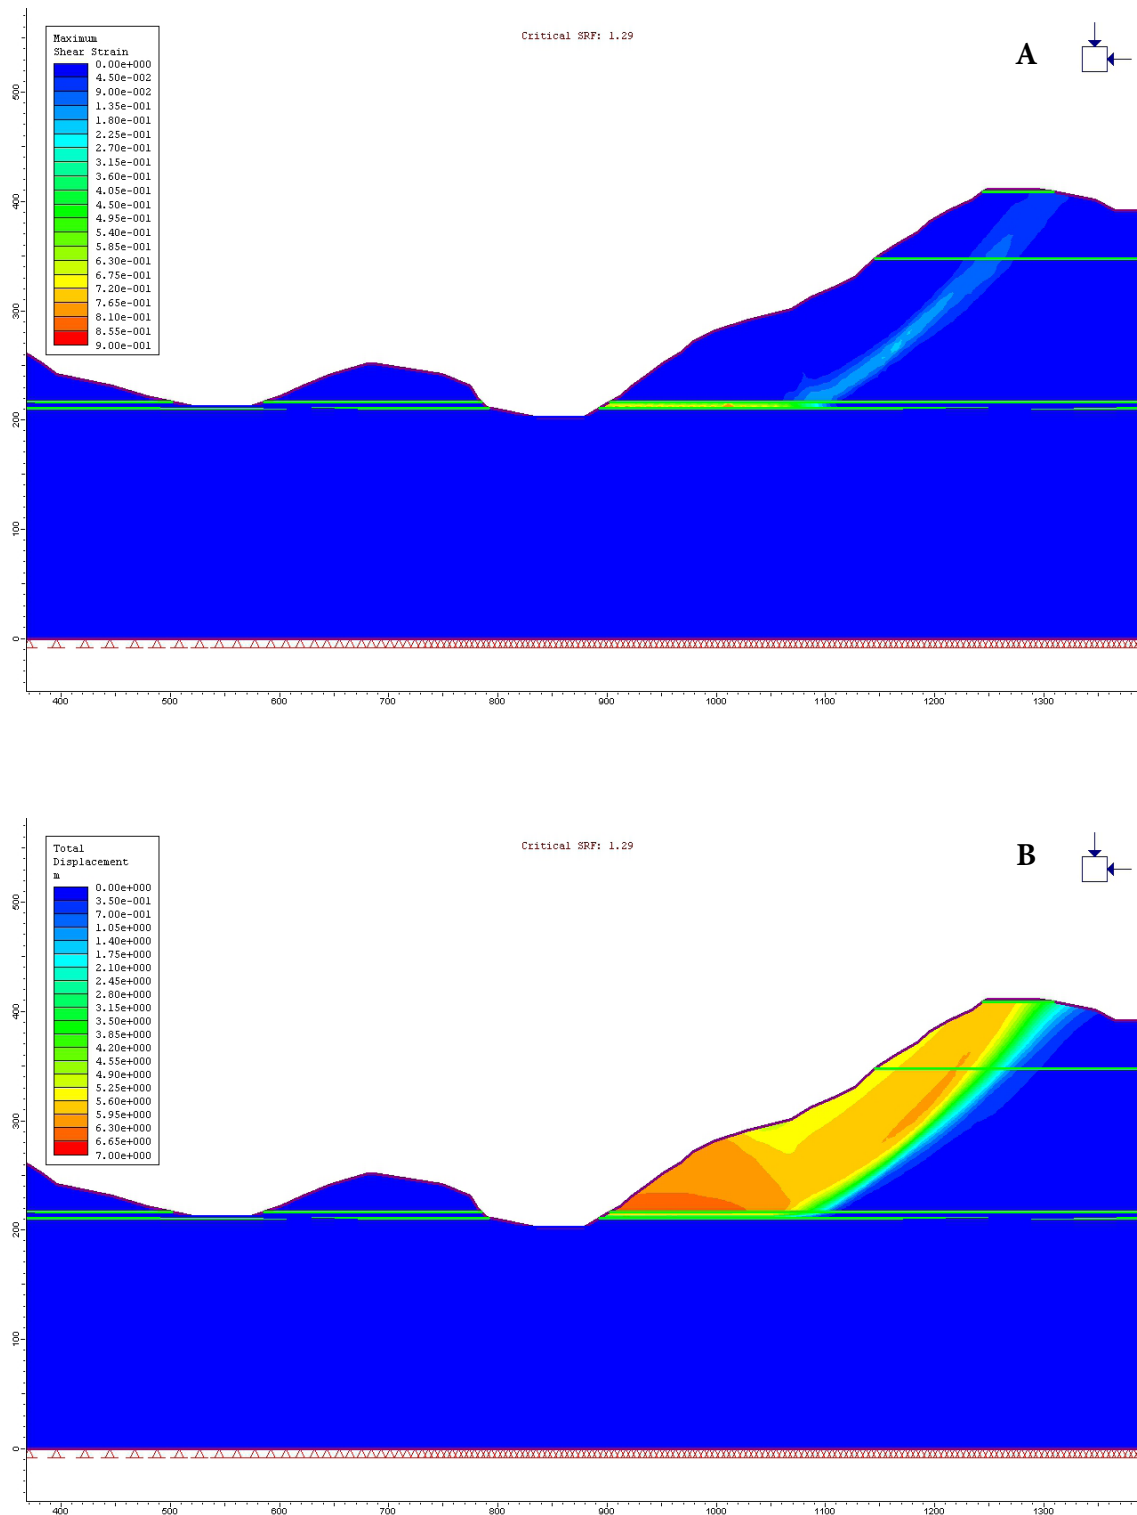 Maximum
Shear Strain
0.00e+000
4.50e-002
9.00e-002
1.35e-001
1.80e-001
2.25e-001
2.70e-001
3.15e-001
3.60e-001
4.05e-001
4.50e-001
4.95e-001
5.40e-001
5.85e-001
6.30e-001
6.75e-001
7.20e-001
7.65e-001
8.10e-001
8.55e-001
9.00e-001
Critical SRF: 1.29
A
500
400
300
200
100
0
400 500 600 700 800 900 1000 1100 1200 1300
Total
Displacement
m
0.00e+000
3.50e-001
7.00e-001
1.05e+000
1.40e+000
1.75e+000
2.10e+000
2.45e+000
2.80e+000
3.15e+000
3.50e+000
3.85e+000
4.20e+000
4.55e+000
4.90e+000
5.25e+000
5.60e+000
5.95e+000
6.30e+000
6.65e+000
7.00e+000
Critical SRF: 1.29
B
500
400
300
200
100
0
400 500 600 700 800 900 1000 1100 1200 1300